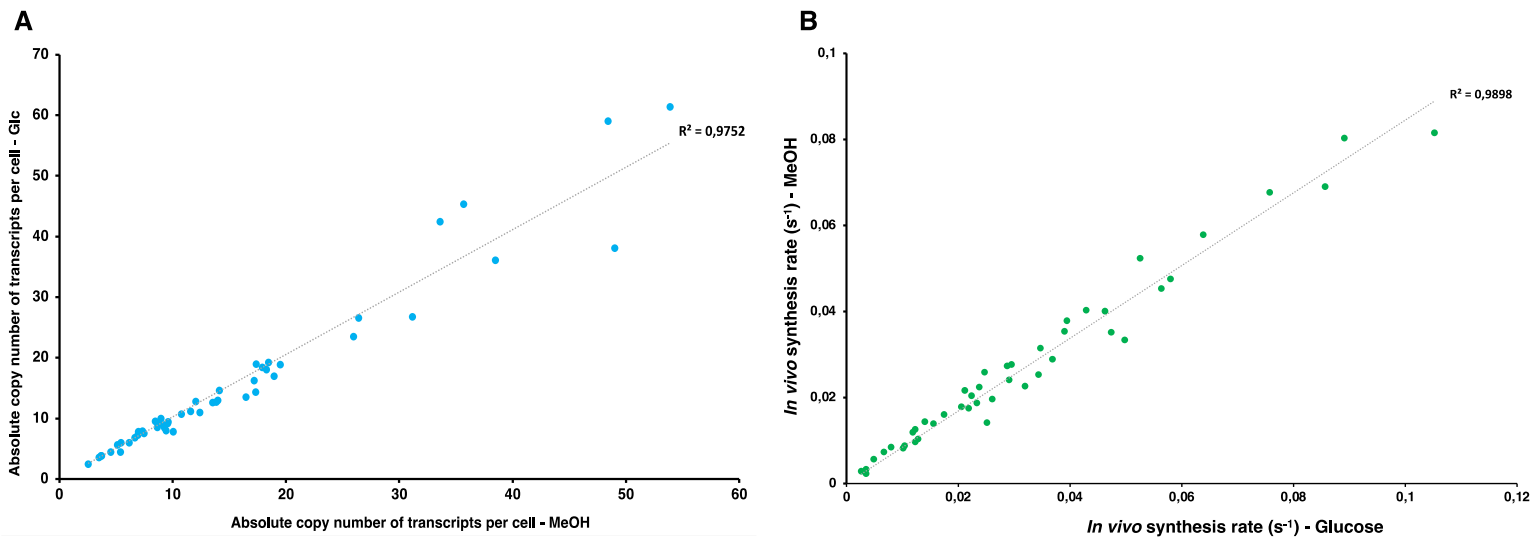 A
70
60
50
40
30
20
10
0
Absolute copy number of transcripts per cell - Glc
R² = 0,9752
0 10 20 30 40 50 60
Absolute copy number of transcripts per cell - MeOH
B
0,1
0,08
0,06
0,04
0,02
0
In vivo synthesis rate (s⁻¹) - MeOH
R² = 0,9898
0 0,02 0,04 0,06 0,08 0,1 0,12
In vivo synthesis rate (s⁻¹) - Glucose